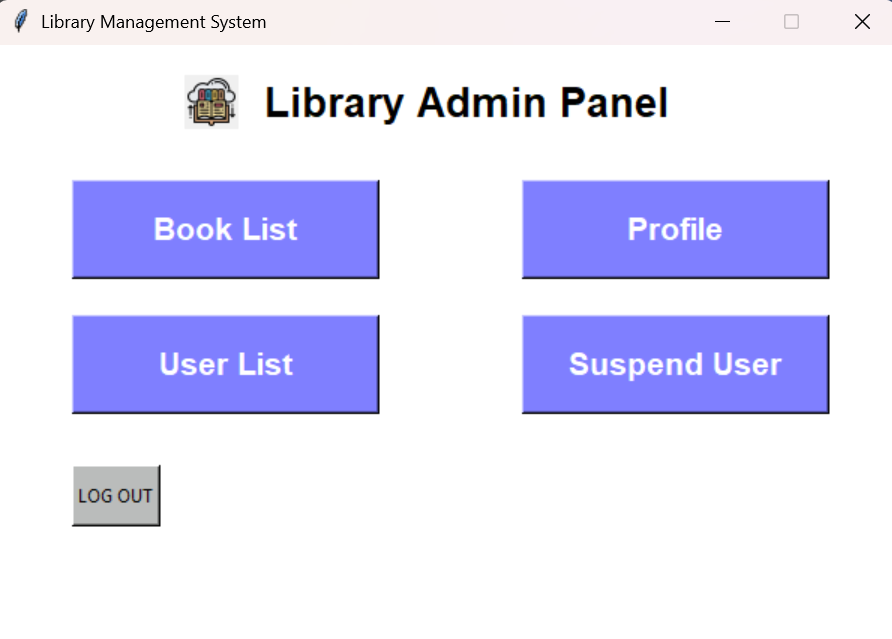 Library Management System
Library Admin Panel
Book List
Profile
User List
Suspend User
LOG OUT